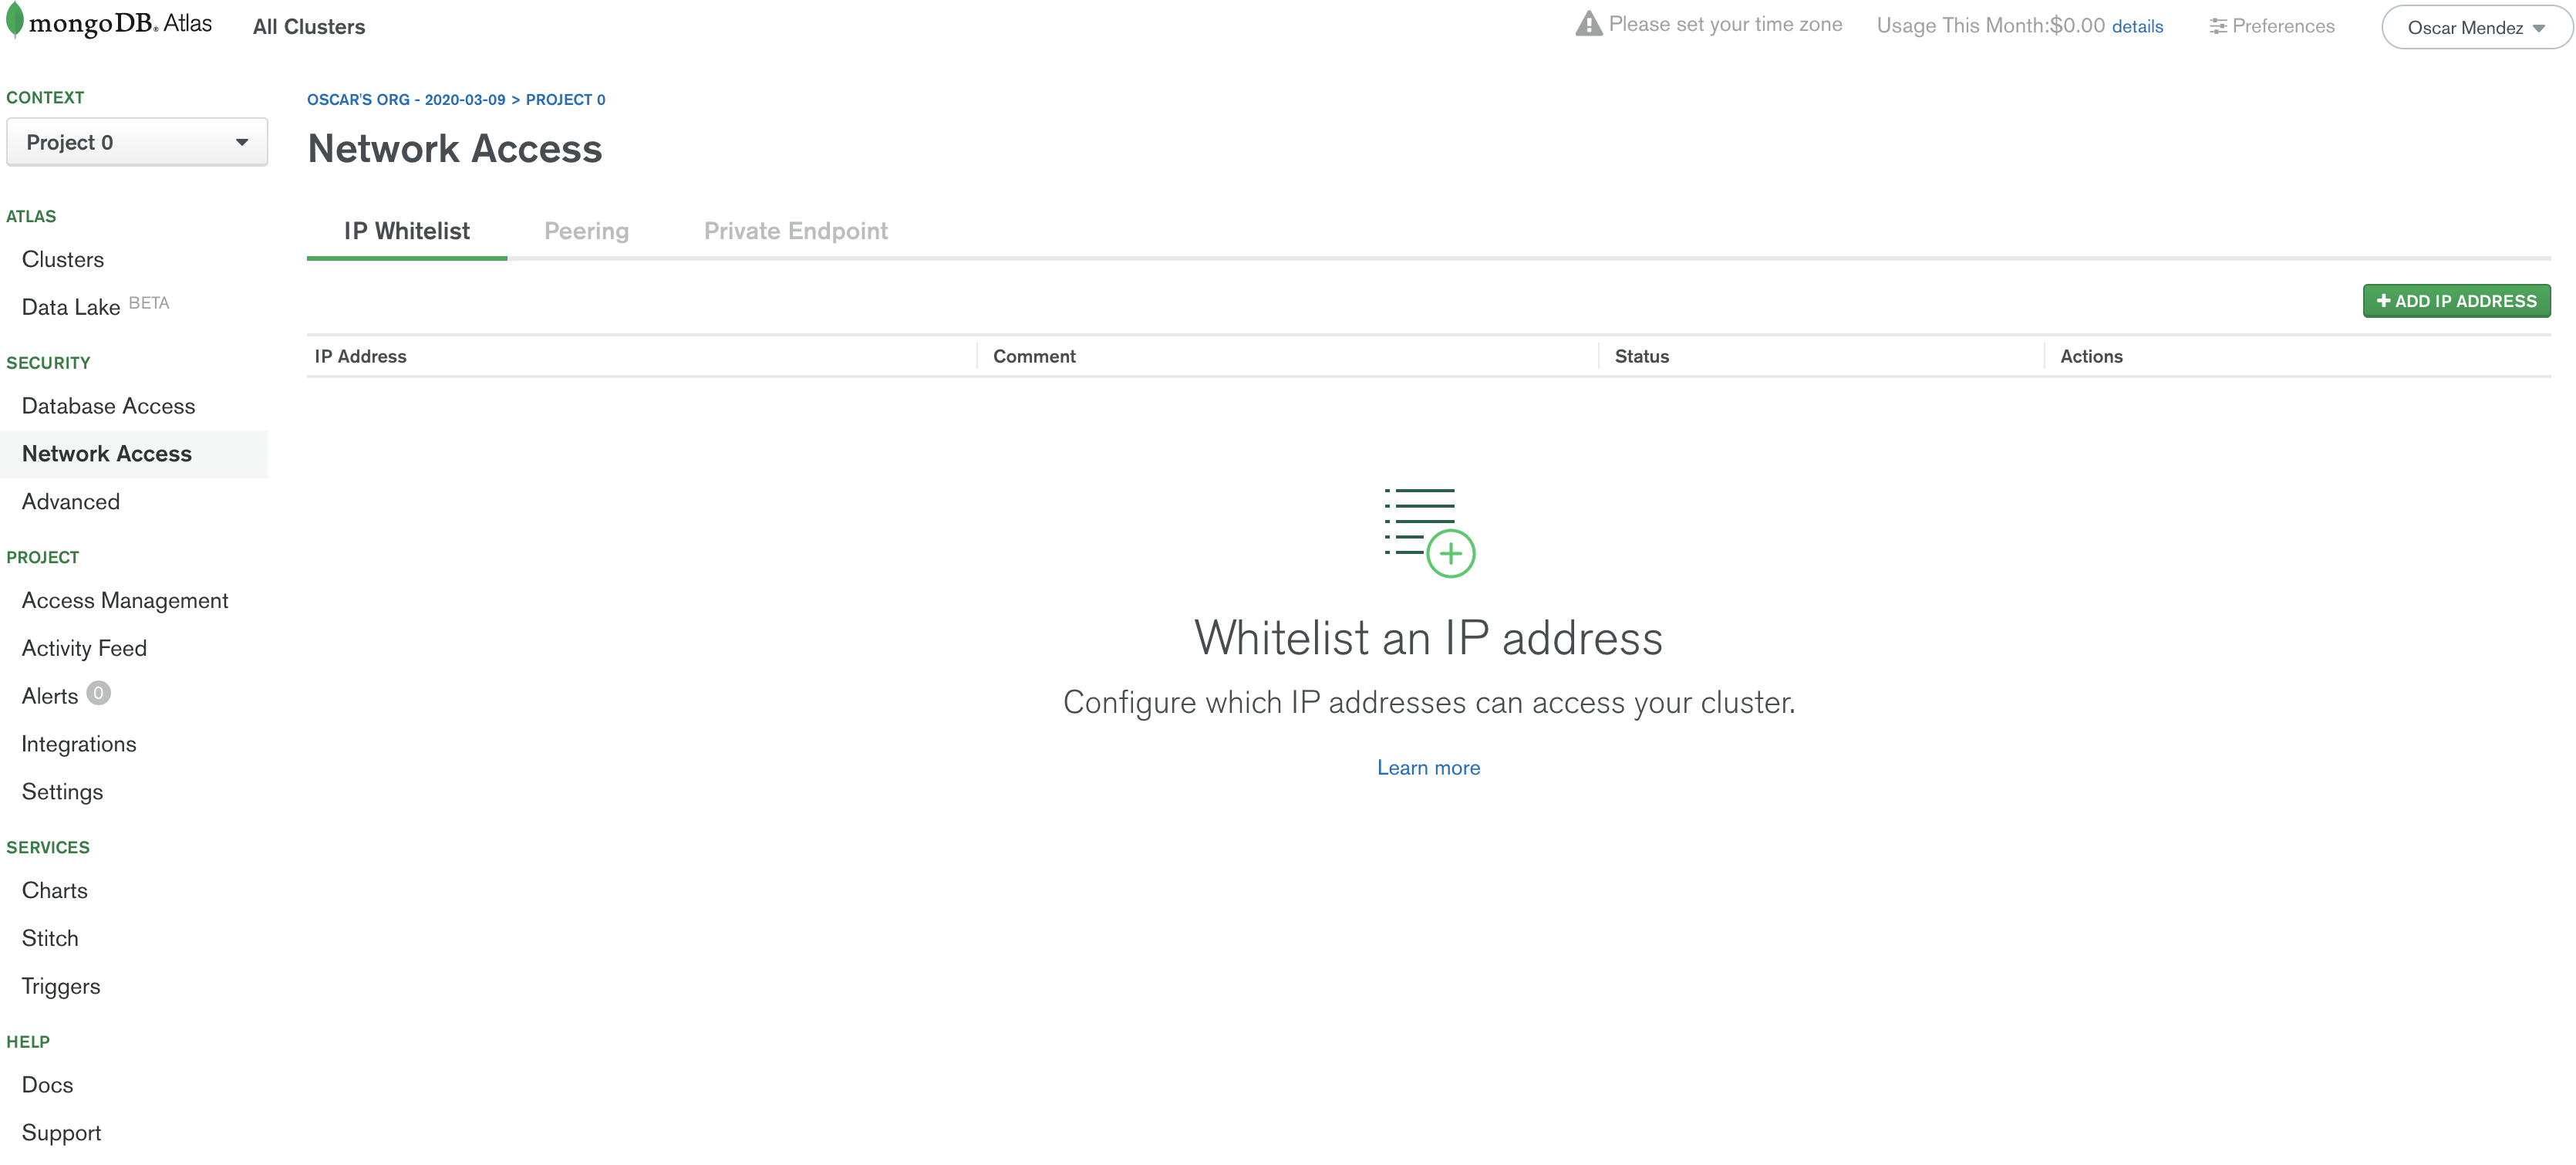 mongoDB. Atlas
All Clusters
Please set your time zone
Usage This Month:$0.00 details
Preferences
Oscar Mendez
CONTEXT
Project 0
ATLAS
Clusters
Data Lake BETA
SECURITY
Database Access
Network Access
Advanced
PROJECT
Access Management
Activity Feed
Alerts 0
Integrations
Settings
SERVICES
Charts
Stitch
Triggers
HELP
Docs
Support
OSCAR'S ORG - 2020-03-09 > PROJECT 0
Network Access
IP Whitelist
Peering
Private Endpoint
+ ADD IP ADDRESS
IP Address
Comment
Status
Actions
Whitelist an IP address
Configure which IP addresses can access your cluster.
Learn more